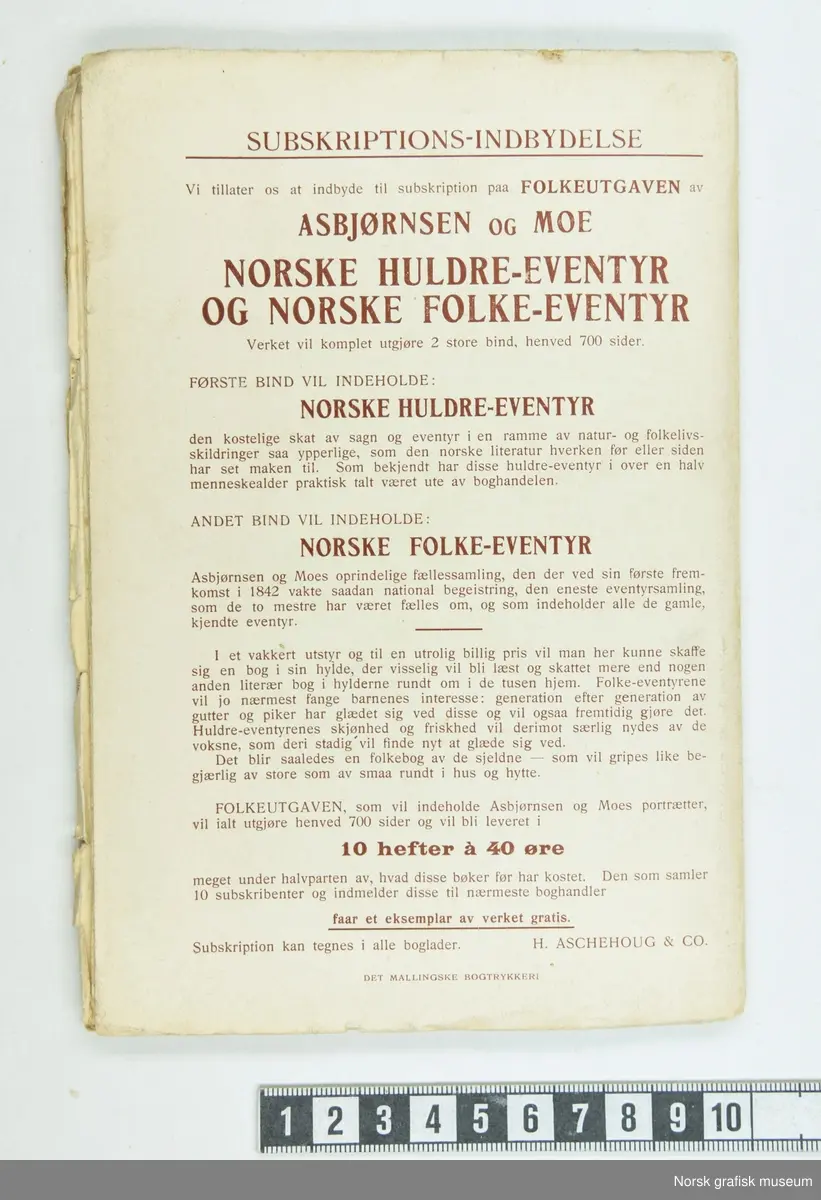 SUBSKRIPTIONS-INDBYDELSE
Vi tillater os at indbyde til subskription paa FOLKEUTGAVEN av
ASBJØRNSEN OG MOE
NORSKE HULDRE-EVENTYR
OG NORSKE FOLKE-EVENTYR
Verket vil komplet utgjøre 2 store bind, henved 700 sider.
FØRSTE BIND VIL INDEHOLDE:
NORSKE HULDRE-EVENTYR
den kostelige skat av sagn og eventyr i en ramme av natur- og folkelivs-
skildringer saa ypperlige, som den norske literatur hverken før eller siden
har set maken til. Som bekjendt har disse huldre-eventyr i over en halv
menneskealder praktisk talt været ute av boghandelen.
ANDET BIND VIL INDEHOLDE:
NORSKE FOLKE-EVENTYR
Asbjørnsen og Moes oprindelige fællessamling, den der ved sin første frem-
komst i 1842 vakte saadan national begeistring, den eneste eventyrsamling,
som de to mestre har været fælles om, og som indeholder alle de gamle,
kjendte eventyr.
I et vakkert utstyr og til en utrolig billig pris vil man her kunne skaffe
sig en bog i sin hylde, der visselig vil bli læst og skattet mere end nogen
anden literær bog i hylderne rundt om i de tusen hjem. Folke-eventyrene
vil jo nærmest fange barnenes interesse: generation efter generation av
gutter og piker har glædet sig ved disse og vil ogsaa fremtidig gjøre det.
Huldre-eventyrenes skjønhed og friskhed vil derimot særlig nydes av de
voksne, som deri stadig vil finde nyt at glæde sig ved.
Det blir saaledes en folkebog av de sjeldne — som vil gripes like be-
gjærlig av store som av smaa rundt i hus og hytte.
FOLKEUTGAVEN, som vil indeholde Asbjørnsen og Moes portrætter,
vil ialt utgjøre henved 700 sider og vil bli leveret i
10 hefter à 40 øre
meget under halvparten av, hvad disse bøker før har kostet. Den som samler
10 subskribenter og indmelder disse til nærmeste boghandler
faar et eksemplar av verket gratis.
Subskription kan tegnes i alle boglader. H. ASCHEHOUG & CO.
DET MALLINGSKE BOGTRYKKERI
1 2 3 4 5 6 7 8 9 10
Norsk grafisk museum